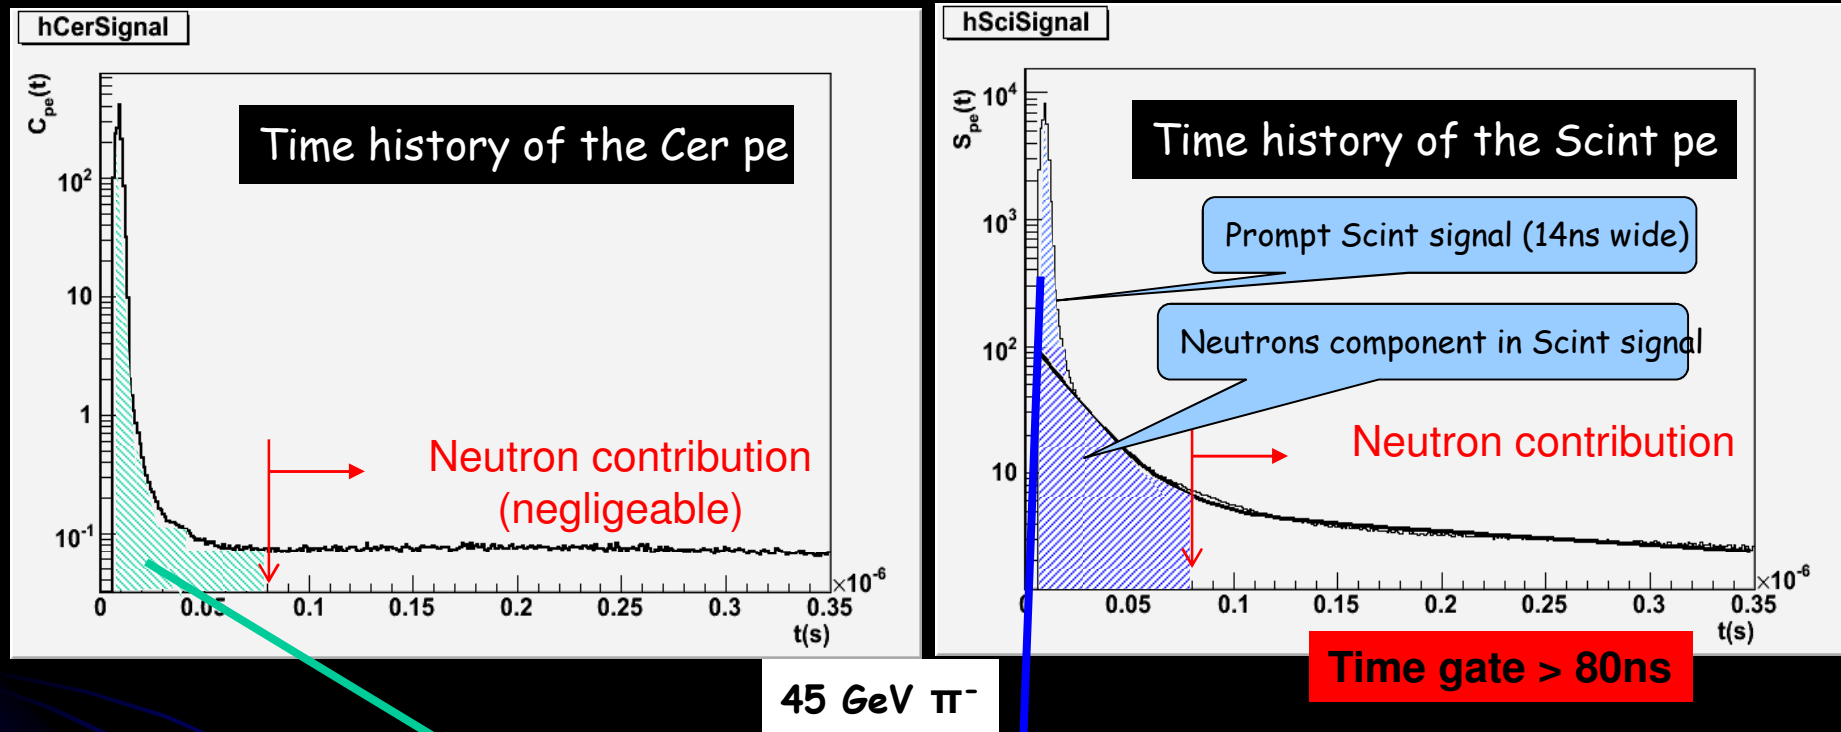 hCerSignal
C_pe(t)
Time history of the Cer pe
10^2
10
1
10^-1
Neutron contribution
(negligeable)
0 0.05 0.1 0.15 0.2 0.25 0.3 0.35
×10^-6
t(s)
hSciSignal
S_pe(t)
10^4
Time history of the Scint pe
10^3
Prompt Scint signal (14ns wide)
10^2
Neutrons component in Scint signal
10
Neutron contribution
0 0.05 0.1 0.15 0.2 0.25 0.3 0.35
×10^-6
t(s)
Time gate > 80ns
45 GeV π^-